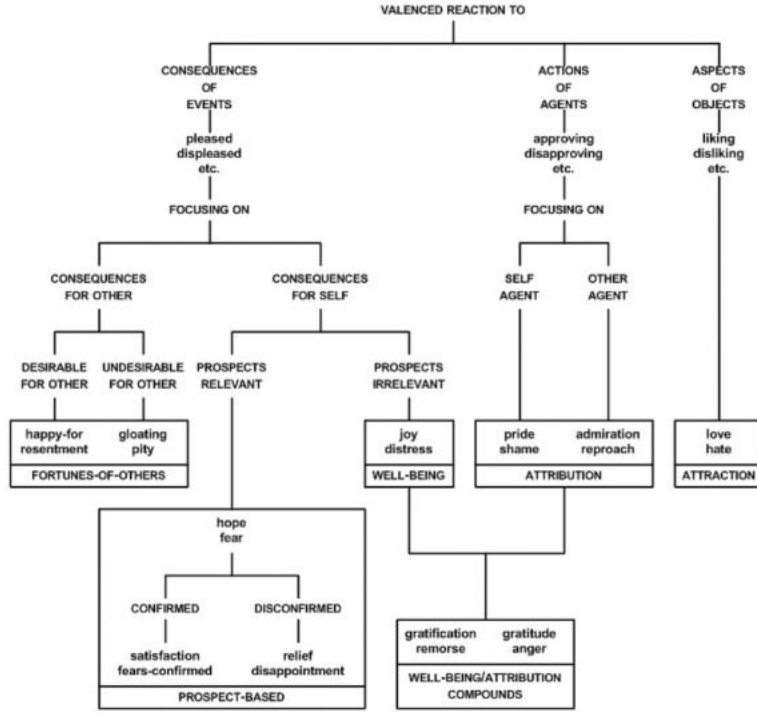 VALENCED REACTION TO
CONSEQUENCES
OF
EVENTS
pleased
displeased
etc.
FOCUSING ON
ACTIONS
OF
AGENTS
approving
disapproving
etc.
FOCUSING ON
ASPECTS
OF
OBJECTS
liking
disliking
etc.
CONSEQUENCES
FOR OTHER
CONSEQUENCES
FOR SELF
SELF
AGENT
OTHER
AGENT
DESIRABLE
FOR OTHER
UNDESIRABLE
FOR OTHER
PROSPECTS
RELEVANT
PROSPECTS
IRRELEVANT
happy-for
resentment
gloating
pity
FORTUNES-OF-OTHERS
joy
distress
WELL-BEING
pride
shame
admiration
reproach
ATTRIBUTION
love
hate
ATTRACTION
hope
fear
CONFIRMED
DISCONFIRMED
satisfaction
fears-confirmed
relief
disappointment
PROSPECT-BASED
gratification
remorse
gratitude
anger
WELL-BEING/ATTRIBUTION
COMPOUNDS